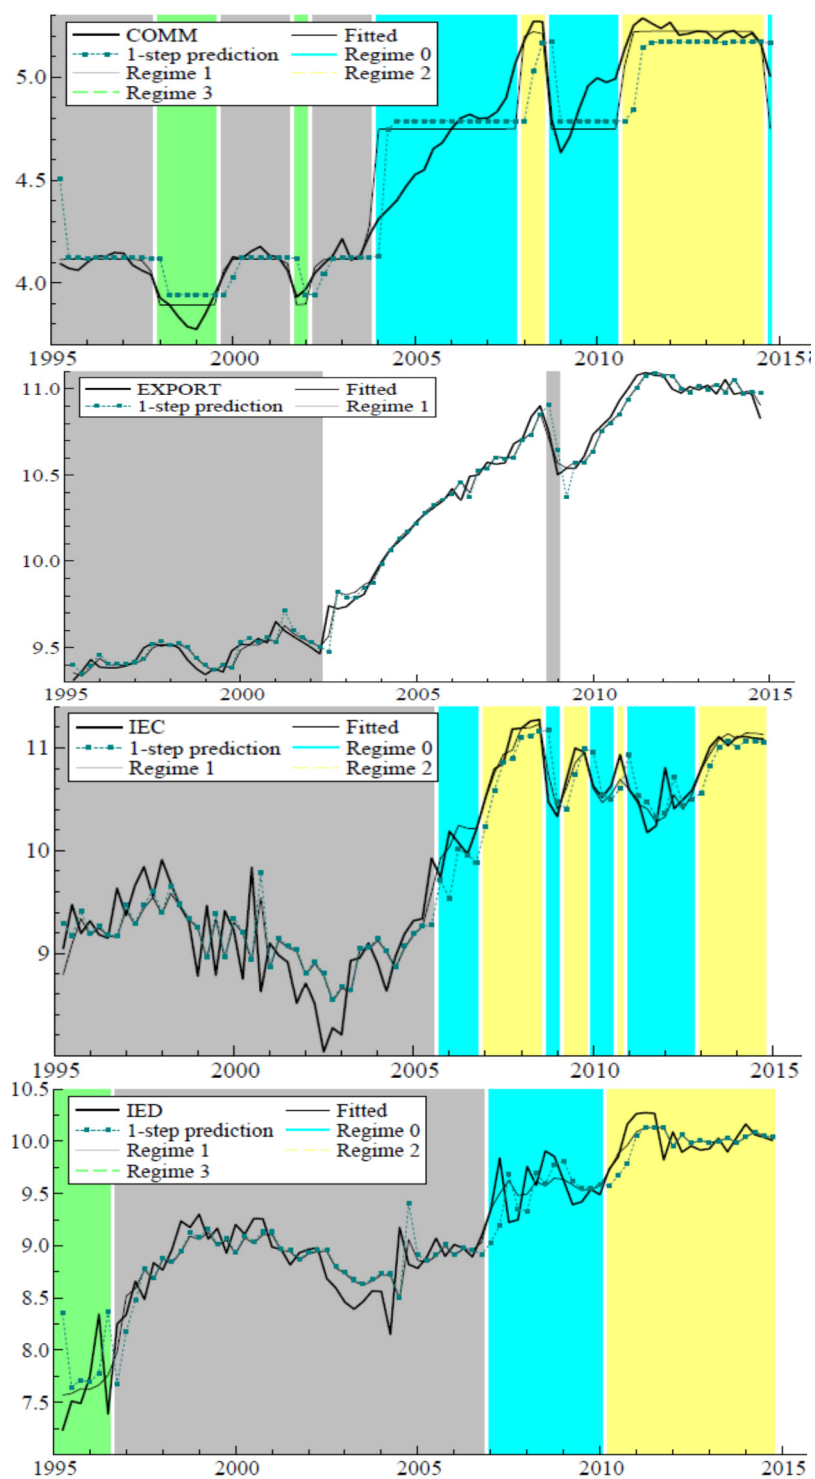 COMM Fitted
1-step prediction Regime 0
Regime 1 Regime 2
Regime 3
5.0
4.5
4.0
1995 2000 2005 2010 2015
11.0
EXPORT Fitted
1-step prediction Regime 1
10.5
10.0
9.5
1995 2000 2005 2010 2015
11
IEC Fitted
1-step prediction Regime 0
Regime 1 Regime 2
10
9
1995 2000 2005 2010 2015
10.5
IED Fitted
1-step prediction Regime 0
Regime 1 Regime 2
Regime 3
10.0
9.5
9.0
8.5
8.0
7.5
1995 2000 2005 2010 2015